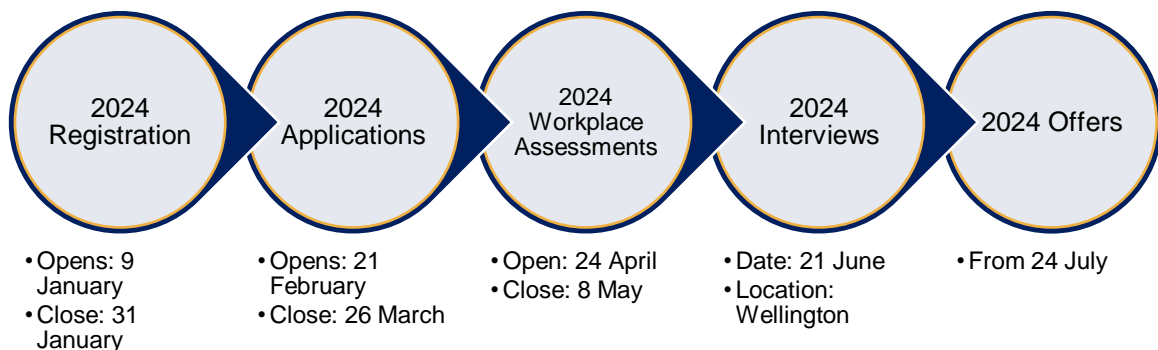 2024
Registration
2024
Applications
2024
Workplace
Assessments
2024
Interviews
2024 Offers
•Opens: 9
January
•Close: 31
January
•Opens: 21
February
•Close: 26 March
•Open: 24 April
•Close: 8 May
•Date: 21 June
•Location:
Wellington
•From 24 July